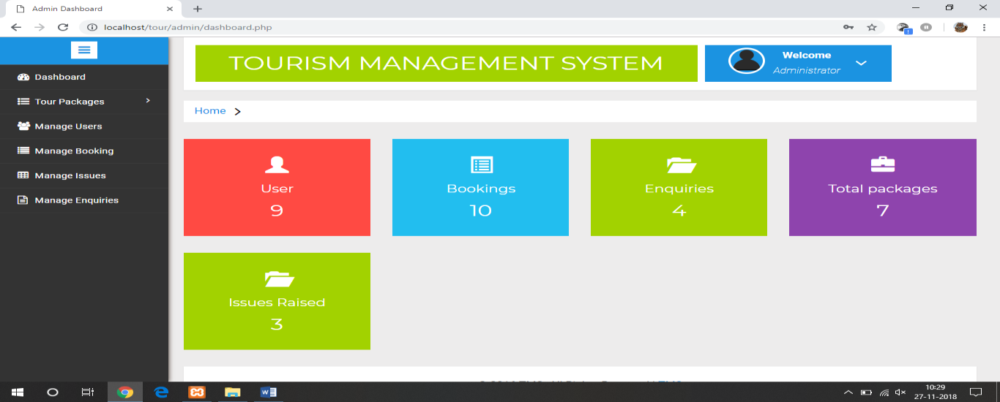 Admin Dashboard
localhost/tour/admin/dashboard.php
TOURISM MANAGEMENT SYSTEM
Welcome
Administrator
Dashboard
Tour Packages
Manage Users
Manage Booking
Manage Issues
Manage Enquiries
Home
User
9
Bookings
10
Enquiries
4
Total packages
7
Issues Raised
3
10:29
27-11-2018